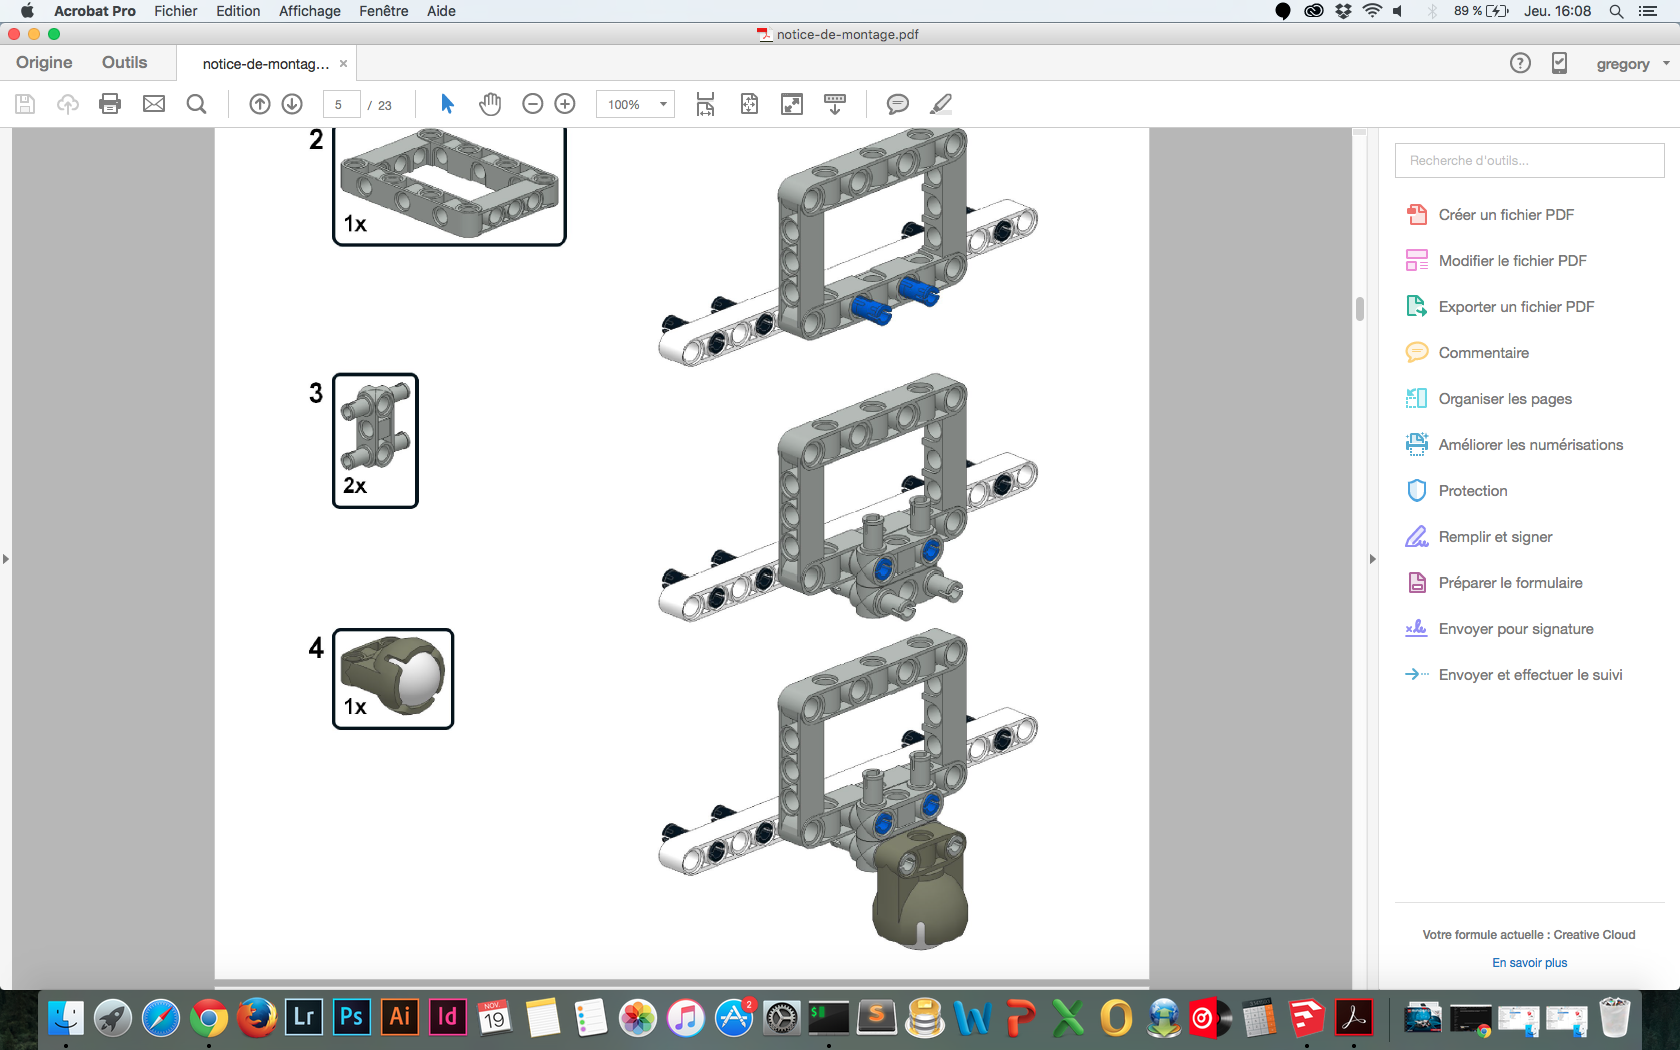 Acrobat Pro Fichier Edition Affichage Fenêtre Aide 89 % Jeu. 16:08
notice-de-montage.pdf
Origine Outils notice-de-montag... × gregory
5 / 23 100%
2
1x
3
2x
4
1x
Recherche d'outils...
Créer un fichier PDF
Modifier le fichier PDF
Exporter un fichier PDF
Commentaire
Organiser les pages
Améliorer les numérisations
Protection
Remplir et signer
Préparer le formulaire
Envoyer pour signature
Envoyer et effectuer le suivi
Votre formule actuelle : Creative Cloud
En savoir plus
Lr Ps Ai Id NOV. 19 2 $ S W P X O